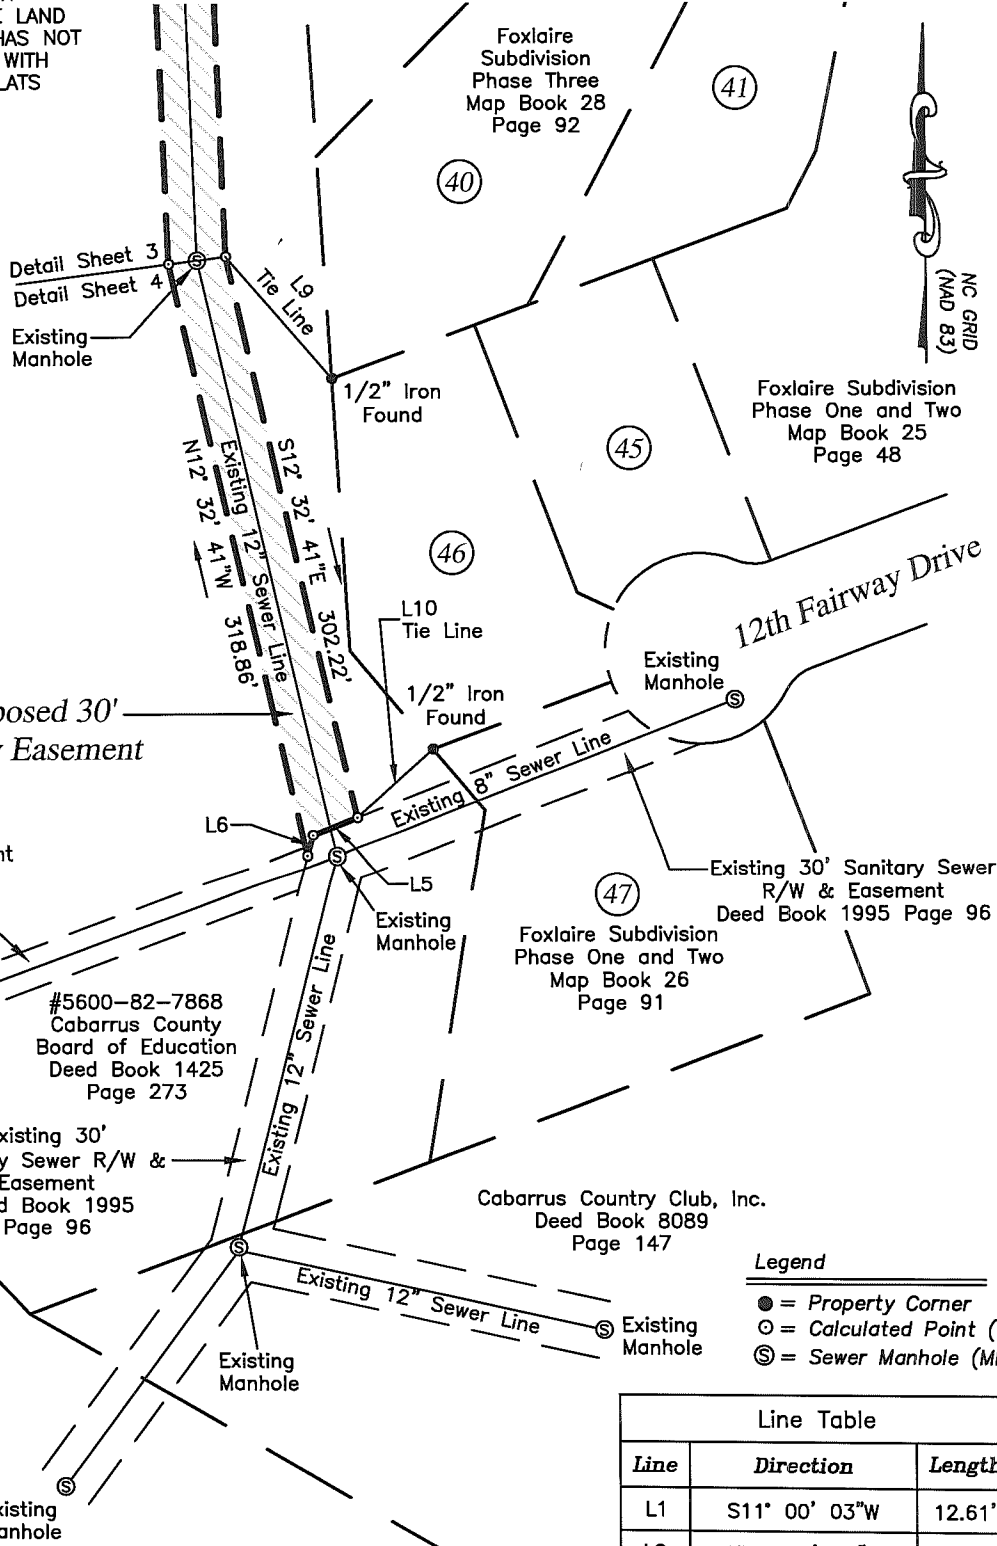 LAND
HAS NOT
WITH
Foxlaire
Subdivision
Phase Three
Map Book 28
Page 92
41
40
Detail Sheet 3
Detail Sheet 4
Existing
Manhole
L9
Tie Line
NC GRID
(NAD 83)
1/2" Iron
Found
Foxlaire Subdivision
Phase One and Two
Map Book 25
Page 48
45
N12° 32' 41"W 318.86'
Existing 12" Sewer Line
S12° 32' 41"E 302.22'
46
12th Fairway Drive
L10
Tie Line
Existing
Manhole
1/2" Iron
Found
30'
Easement
Existing 8" Sewer Line
L6
L5
Existing
Manhole
47
Existing 30' Sanitary Sewer
R/W & Easement
Deed Book 1995 Page 96
Foxlaire Subdivision
Phase One and Two
Map Book 26
Page 91
#5600-82-7868
Cabarrus County
Board of Education
Deed Book 1425
Page 273
Existing 12" Sewer Line
30'
Sewer R/W &
Easement
Book 1995
Page 96
Cabarrus Country Club, Inc.
Deed Book 8089
Page 147
Existing 12" Sewer Line
Existing
Manhole
Existing
Manhole
Legend
= Property Corner
= Calculated Point (
S = Sewer Manhole
Line Table
Line Direction Length
L1 S11° 00' 03"W 12.61'